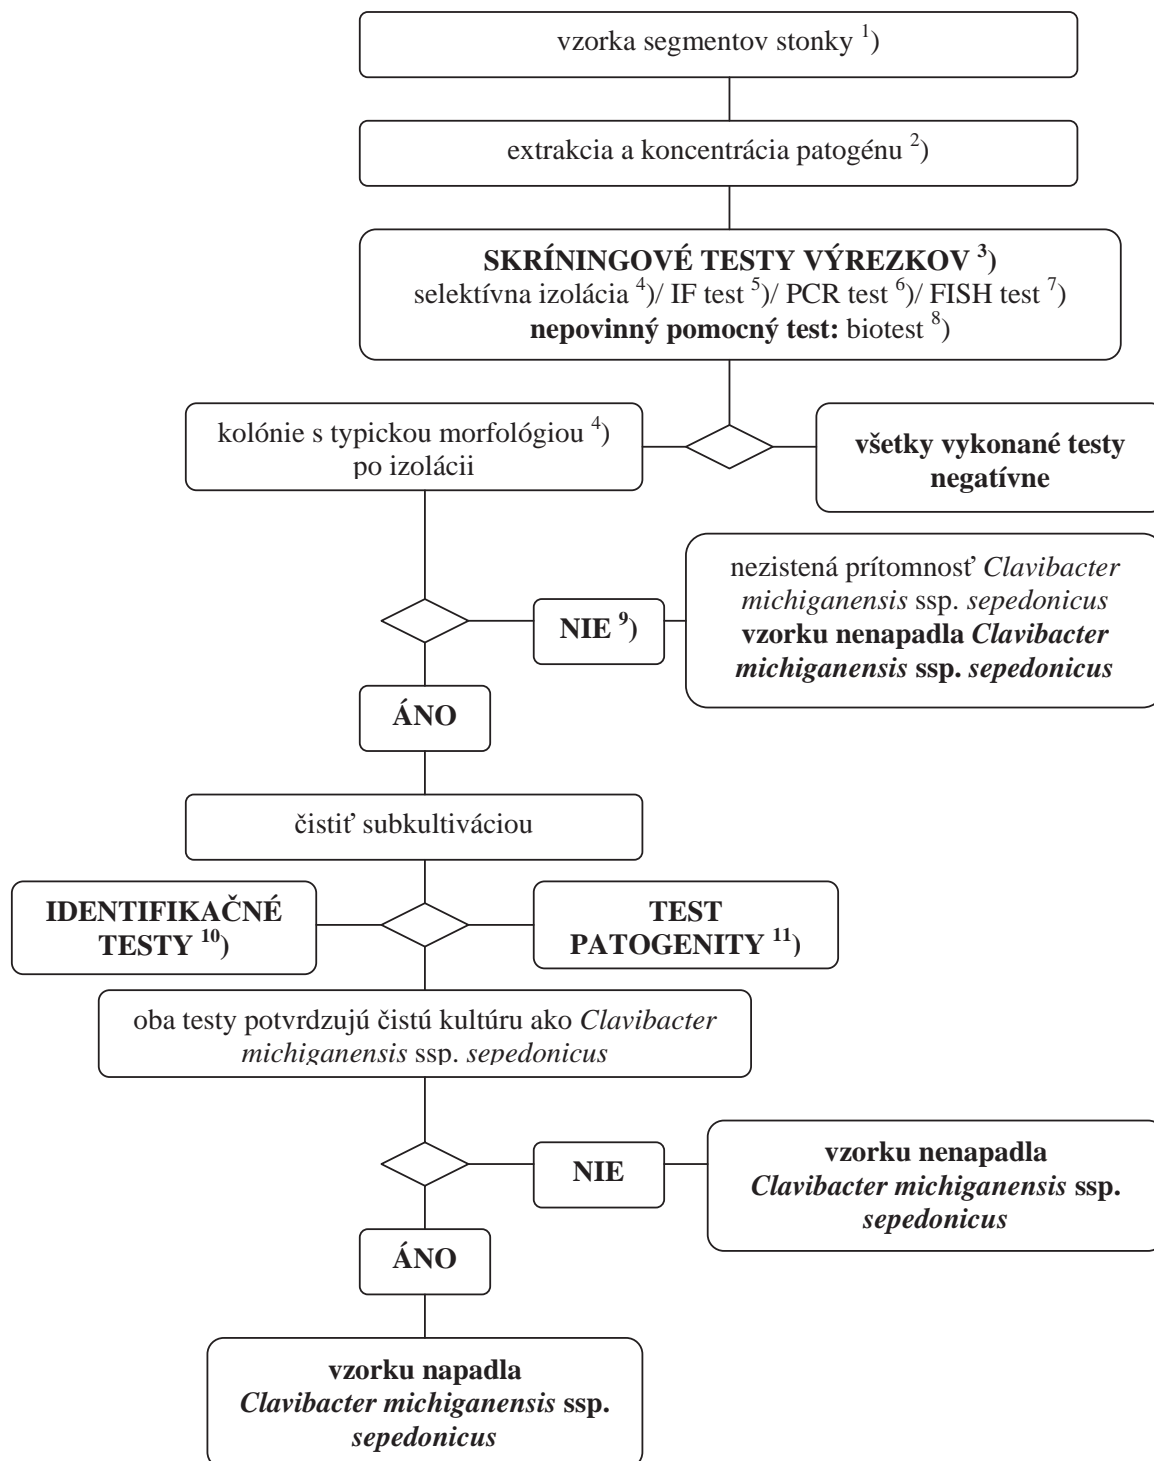 vzorka segmentov stonky ¹)
extrakcia a koncentrácia patogénu ²)
SKRÍNINGOVÉ TESTY VÝREZKOV ³)
selektívna izolácia ⁴)/ IF test ⁵)/ PCR test ⁶)/ FISH test ⁷)
nepovinný pomocný test: biotest ⁸)
kolónie s typickou morfológiou ⁴)
po izolácii
všetky vykonané testy
negatívne
nezistená prítomnosť Clavibacter
michiganensis ssp. sepedonicus
vzorku nenapadla Clavibacter
michiganensis ssp. sepedonicus
NIE ⁹)
ÁNO
čistiť subkultiváciou
IDENTIFIKAČNÉ
TESTY ¹⁰)
TEST
PATOGENITY ¹¹)
oba testy potvrdzujú čistú kultúru ako Clavibacter
michiganensis ssp. sepedonicus
NIE
vzorku nenapadla
Clavibacter michiganensis ssp.
sepedonicus
ÁNO
vzorku napadla
Clavibacter michiganensis ssp.
sepedonicus